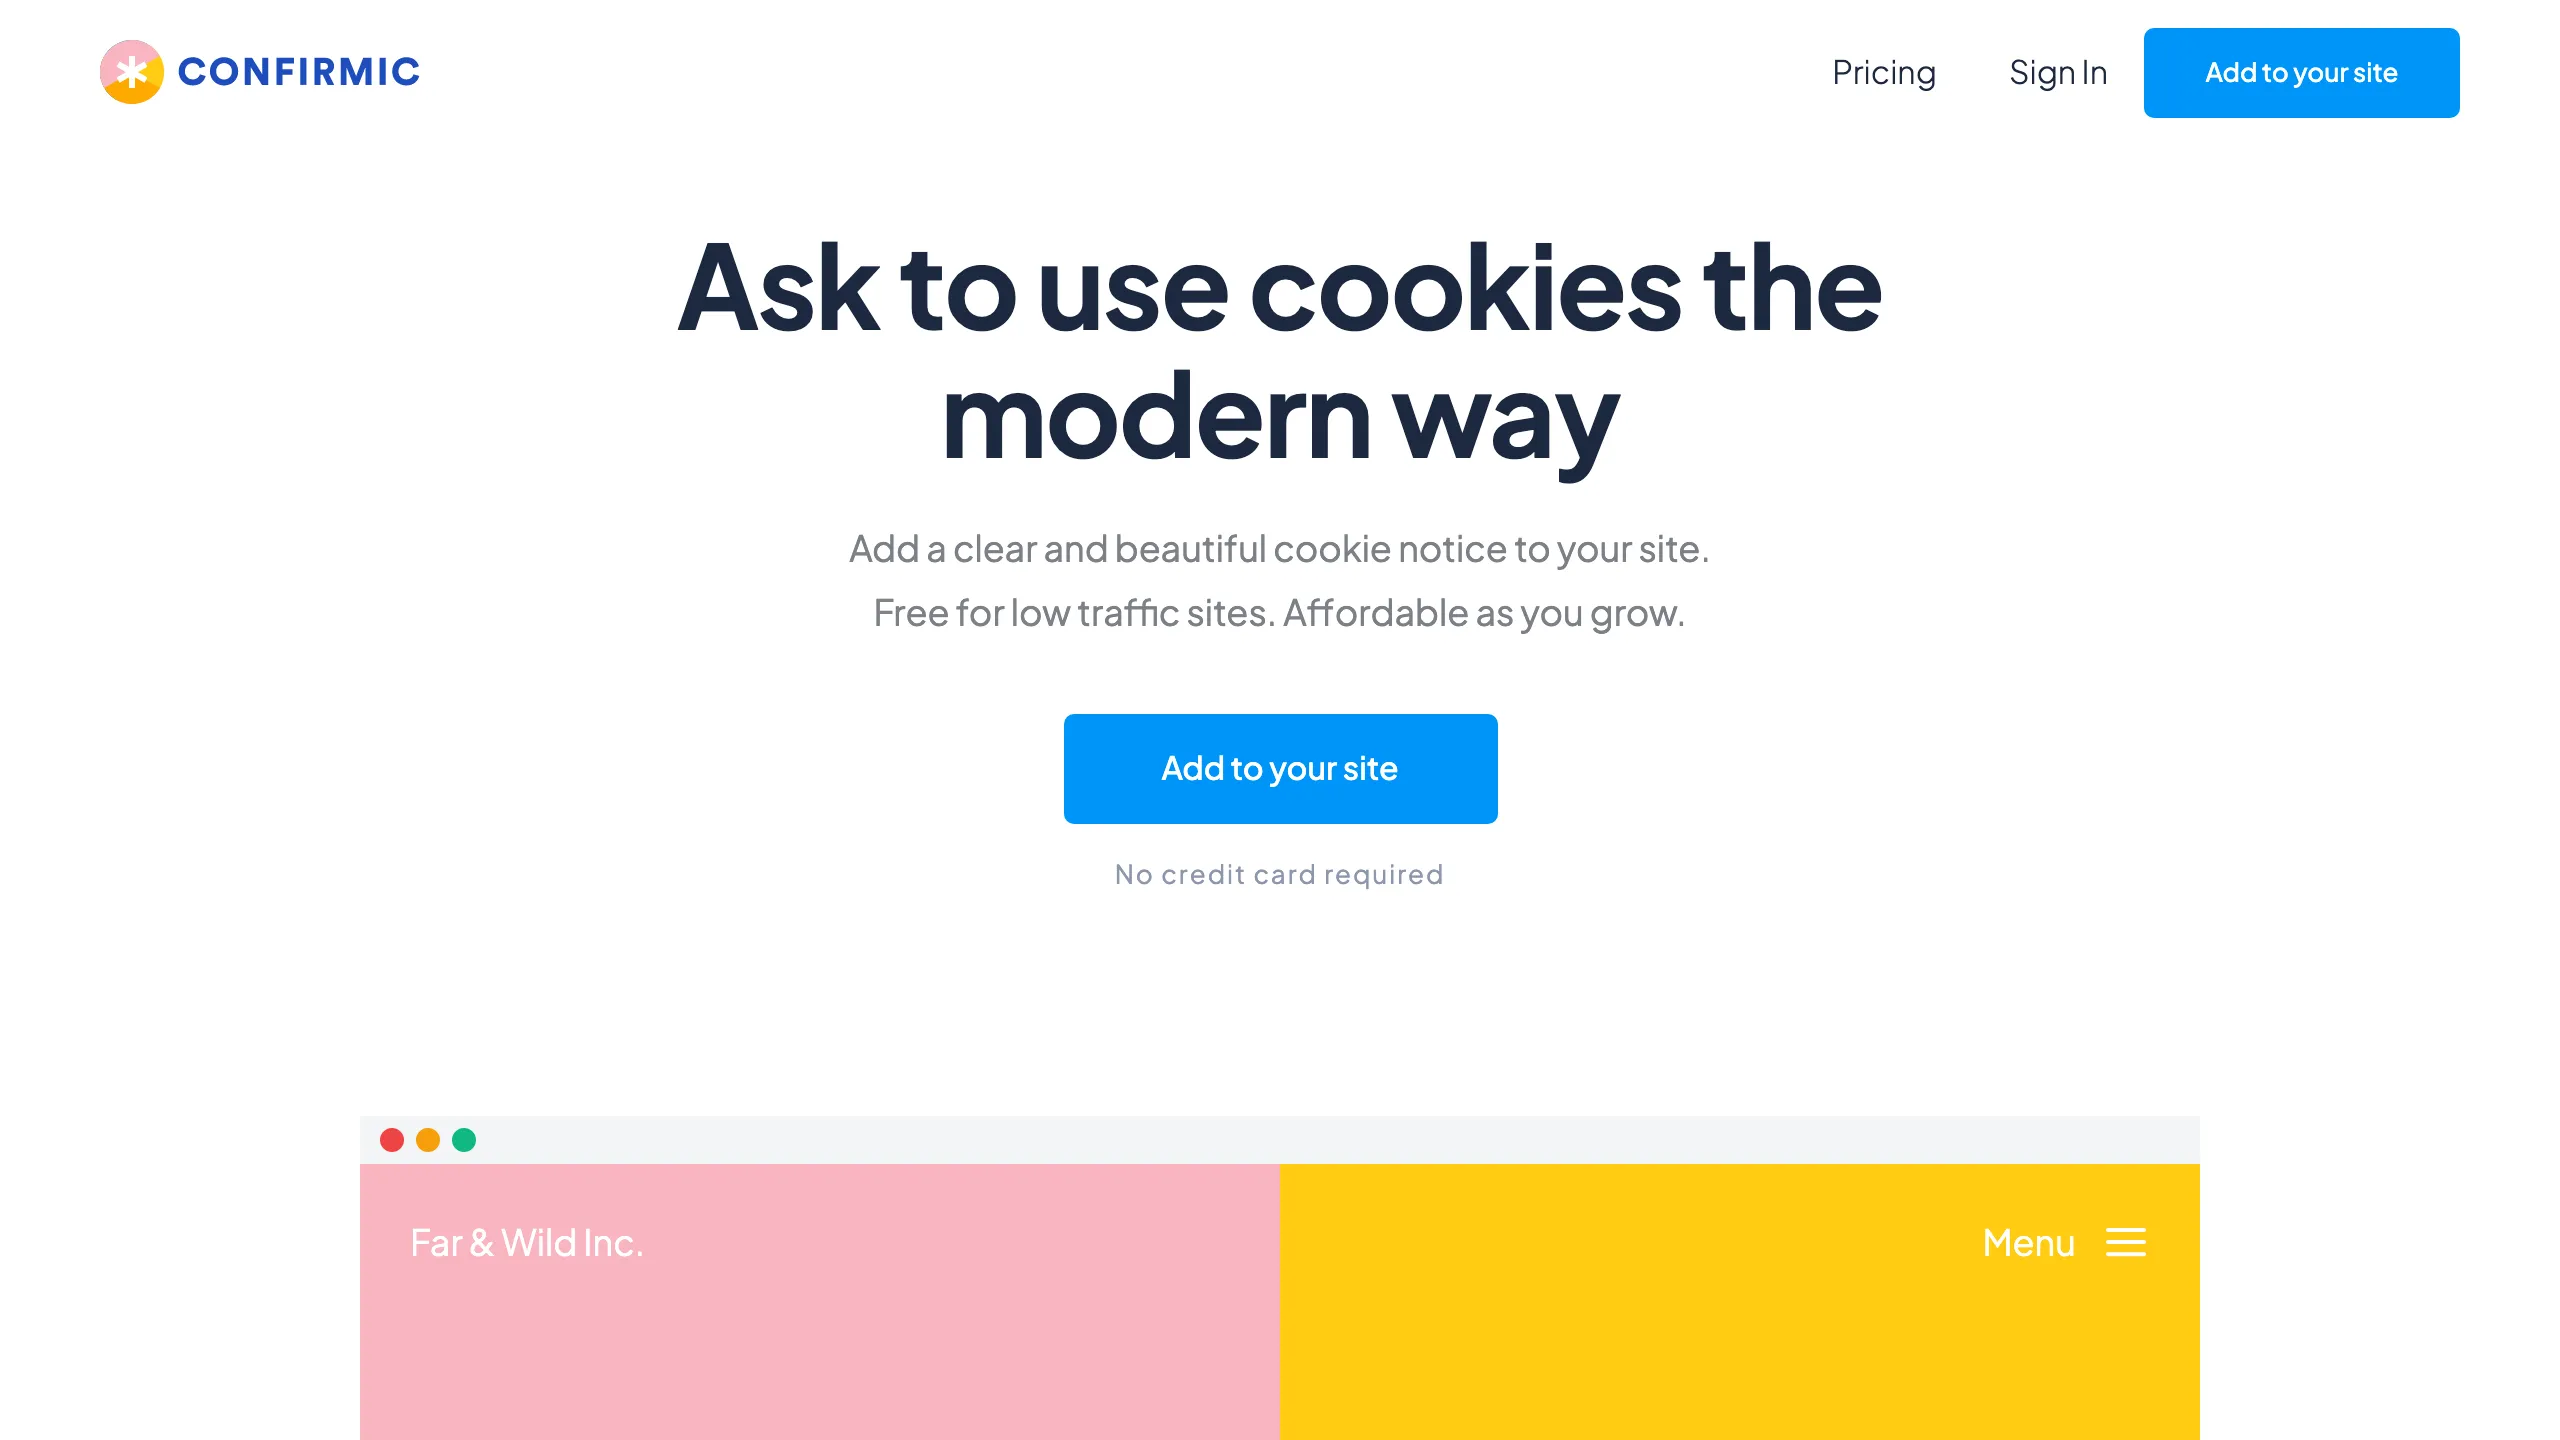 CONFIRMIC
Pricing
Sign In
Add to your site
Ask to use cookies the
modern way
Add a clear and beautiful cookie notice to your site.
Free for low traffic sites. Affordable as you grow.
Add to your site
No credit card required
Far & Wild Inc.
Menu